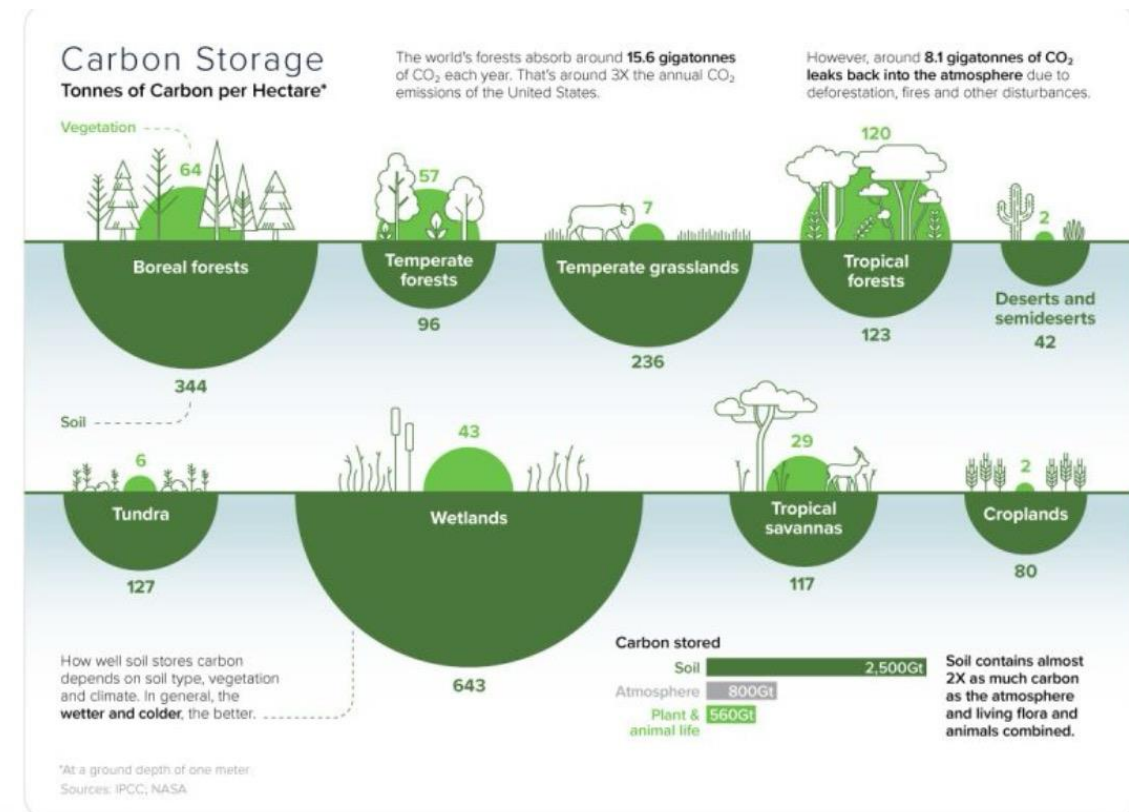 Carbon Storage
Tonnes of Carbon per Hectare*
The world's forests absorb around 15.6 gigatonnes
of CO₂ each year. That's around 3X the annual CO₂
emissions of the United States.
However, around 8.1 gigatonnes of CO₂
leaks back into the atmosphere due to
deforestation, fires and other disturbances.
Vegetation
64
Boreal forests
344
57
Temperate
forests
96
7
Temperate grasslands
236
120
Tropical
forests
123
2
Deserts and
semideserts
42
Soil
6
Tundra
127
43
Wetlands
643
29
Tropical
savannas
117
2
Croplands
80
How well soil stores carbon
depends on soil type, vegetation
and climate. In general, the
wetter and colder, the better.
Carbon stored
Soil 2,500Gt
Atmosphere 800Gt
Plant & 560Gt
animal life
Soil contains almost
2X as much carbon
as the atmosphere
and living flora and
animals combined.
*At a ground depth of one meter
Sources: IPCC; NASA